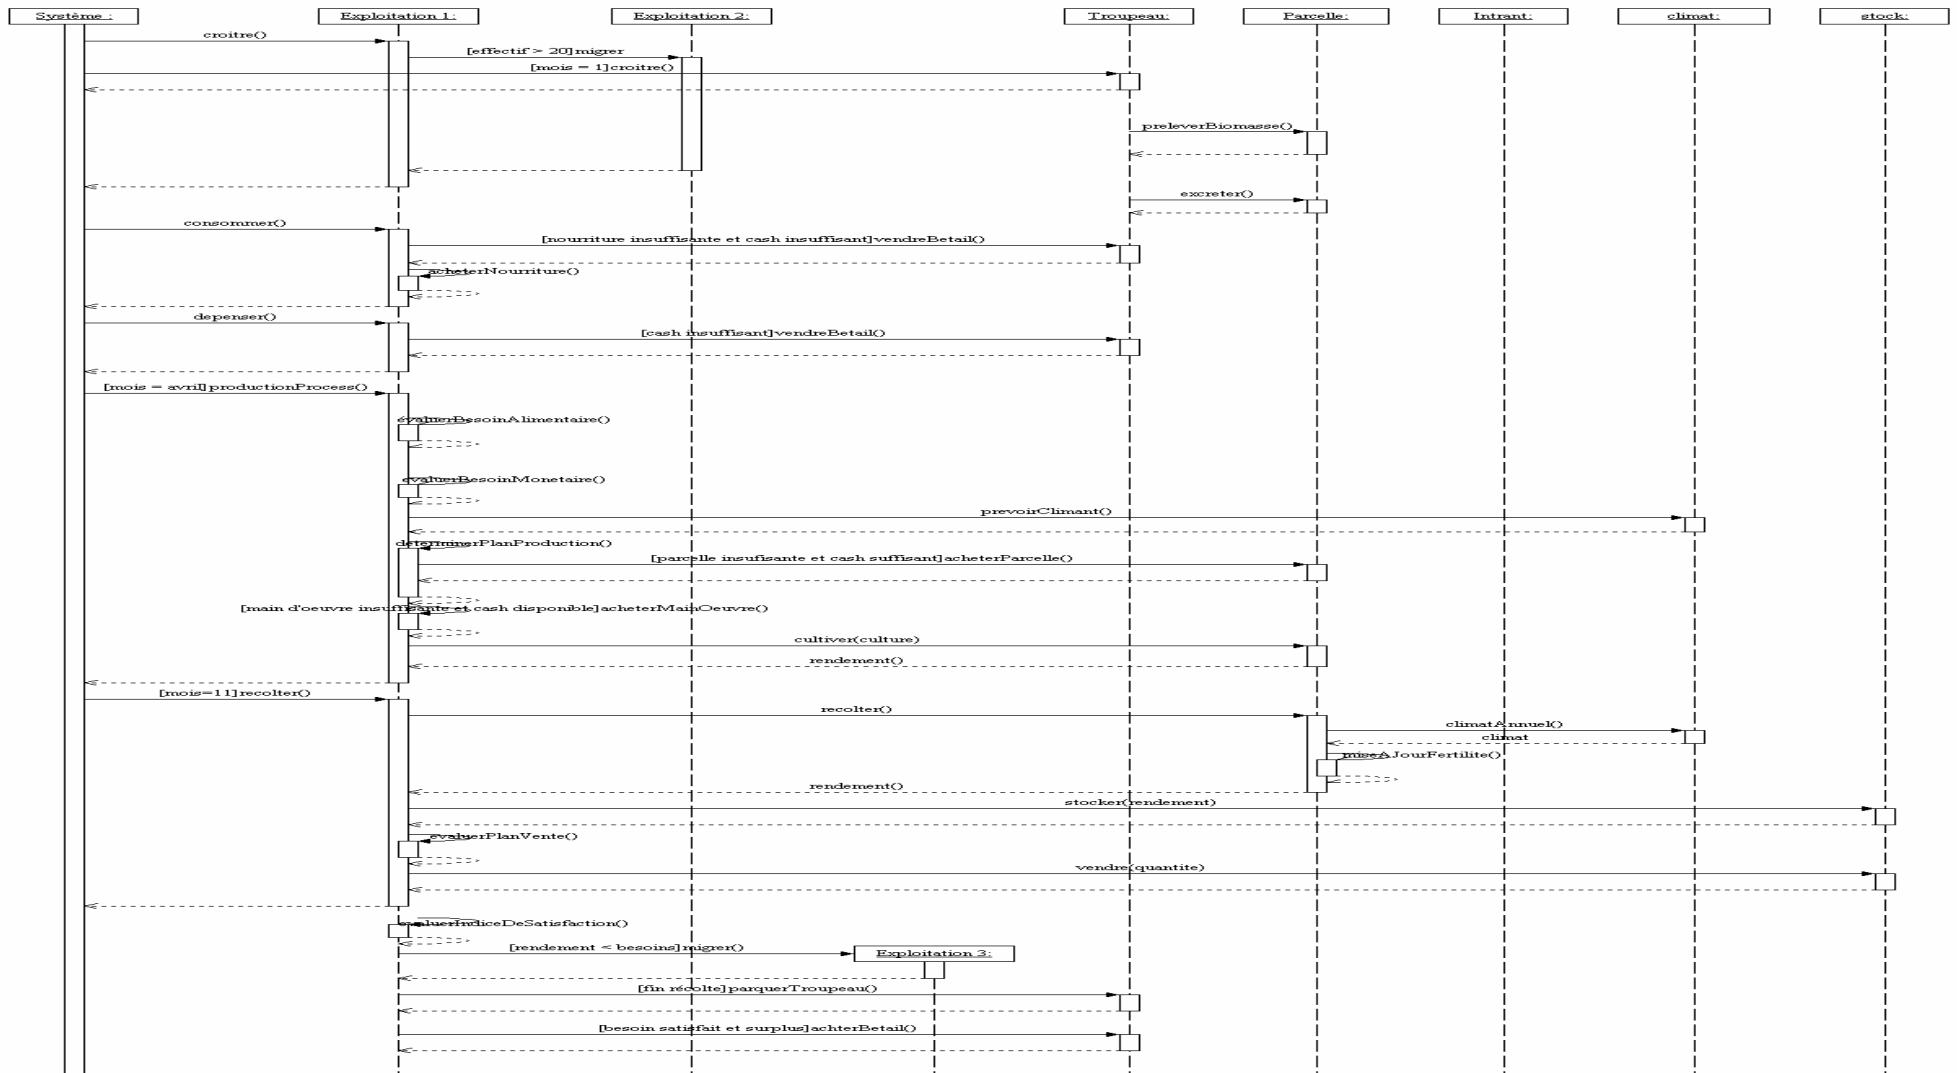 Système :
Exploitation 1:
Exploitation 2:
Troupeau:
Parcelle:
Intrant:
climat:
stock:
croitre()
[effectif > 20]migrer
[mois = 1]croitre()
preleverBiomasse()
excreter()
consommer()
[nourriture insuffisante et cash insuffisant]vendreBetail()
acheterNourriture()
depenser()
[cash insuffisant]vendreBetail()
[mois = avril]productionProcess()
evaluerBesoinAlimentaire()
evaluerBesoinMonetaire()
prevoirClimant()
determinerPlanProduction()
[parcelle insufisante et cash suffisant]acheterParcelle()
[main d'oeuvre insuffisante et cash disponible]acheterMainOeuvre()
cultiver(culture)
rendement()
[mois=11]recolter()
recolter()
climatAnnuel()
climat
miseAJourFertilite()
rendement()
stocker(rendement)
evaluerPlanVente()
vendre(quantite)
evaluerIndiceDeSatisfaction()
[rendement < besoins]migrer()
Exploitation 3:
[fin récolte]parquerTroupeau()
[besoin satisfait et surplus]achterBetail()